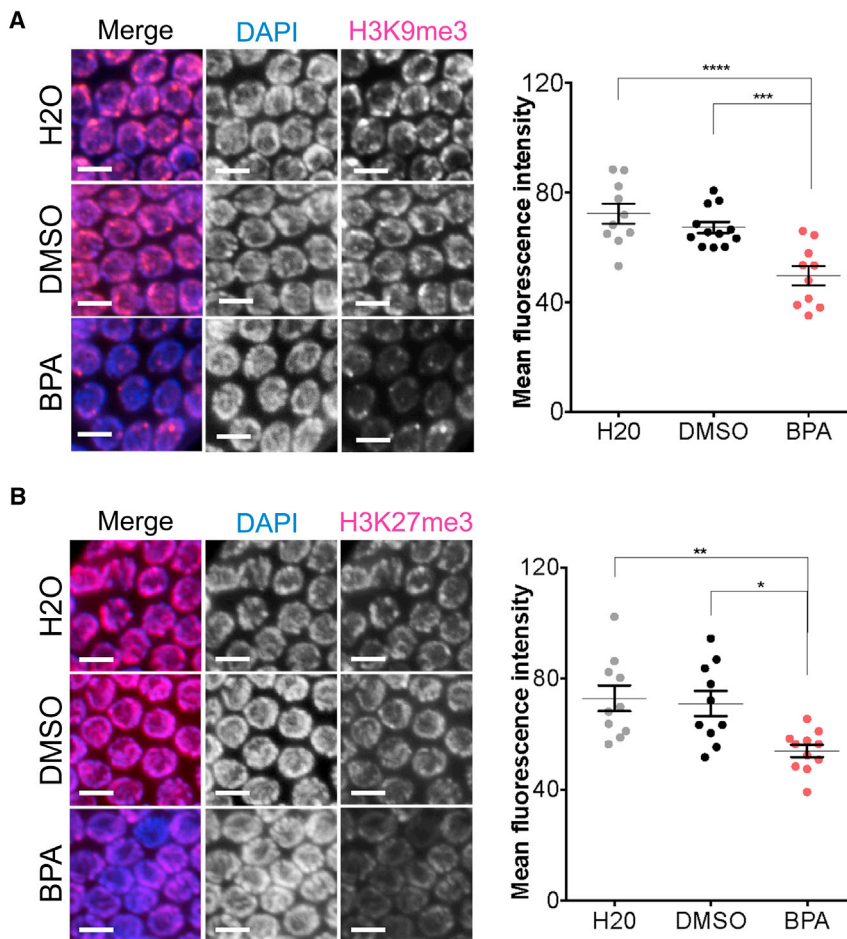 A
Merge DAPI H3K9me3
H2O
DMSO
BPA
Mean fluorescence intensity
120
80
40
0
****
***
H20 DMSO BPA
B
Merge DAPI H3K27me3
H2O
DMSO
BPA
Mean fluorescence intensity
120
80
40
0
**
*
H20 DMSO BPA